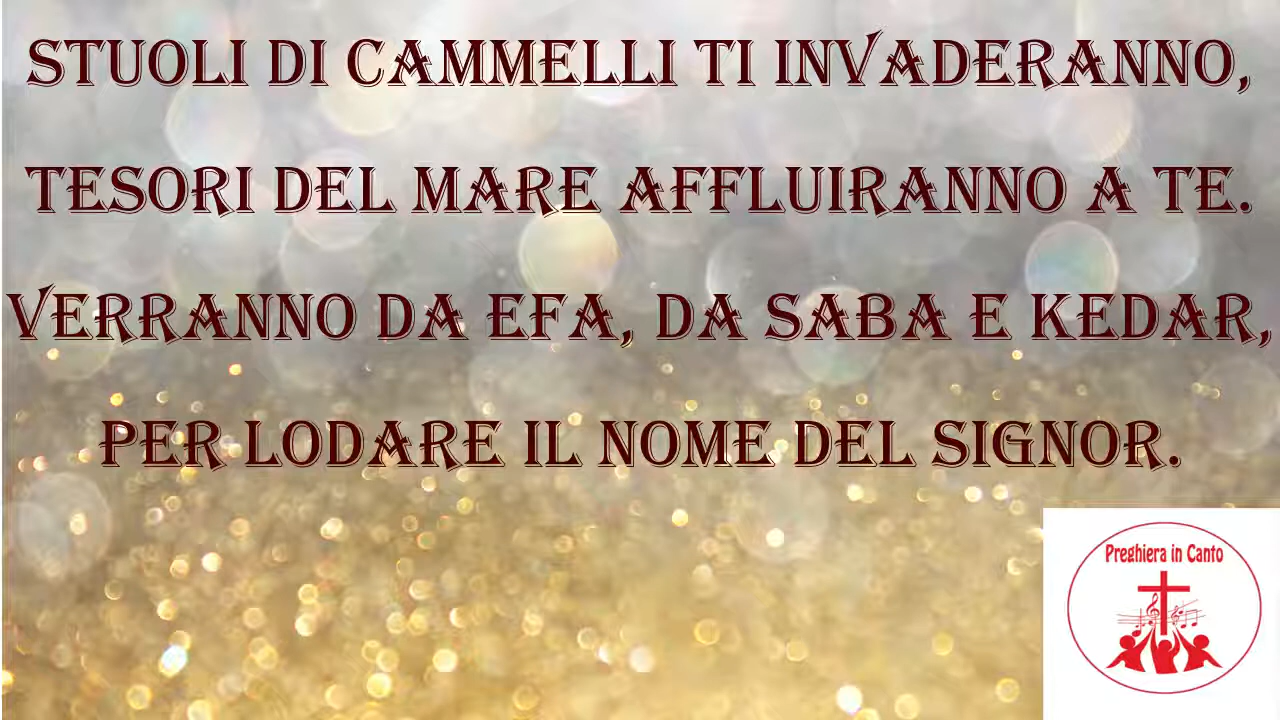 STUOLI DI CAMMELLI TI INVADERANNO,
TESORI DEL MARE AFFLUIRANNO A TE.
VERRANNO DA EFA, DA SABA E KEDAR,
PER LODARE IL NOME DEL SIGNOR.
Preghiera in Canto